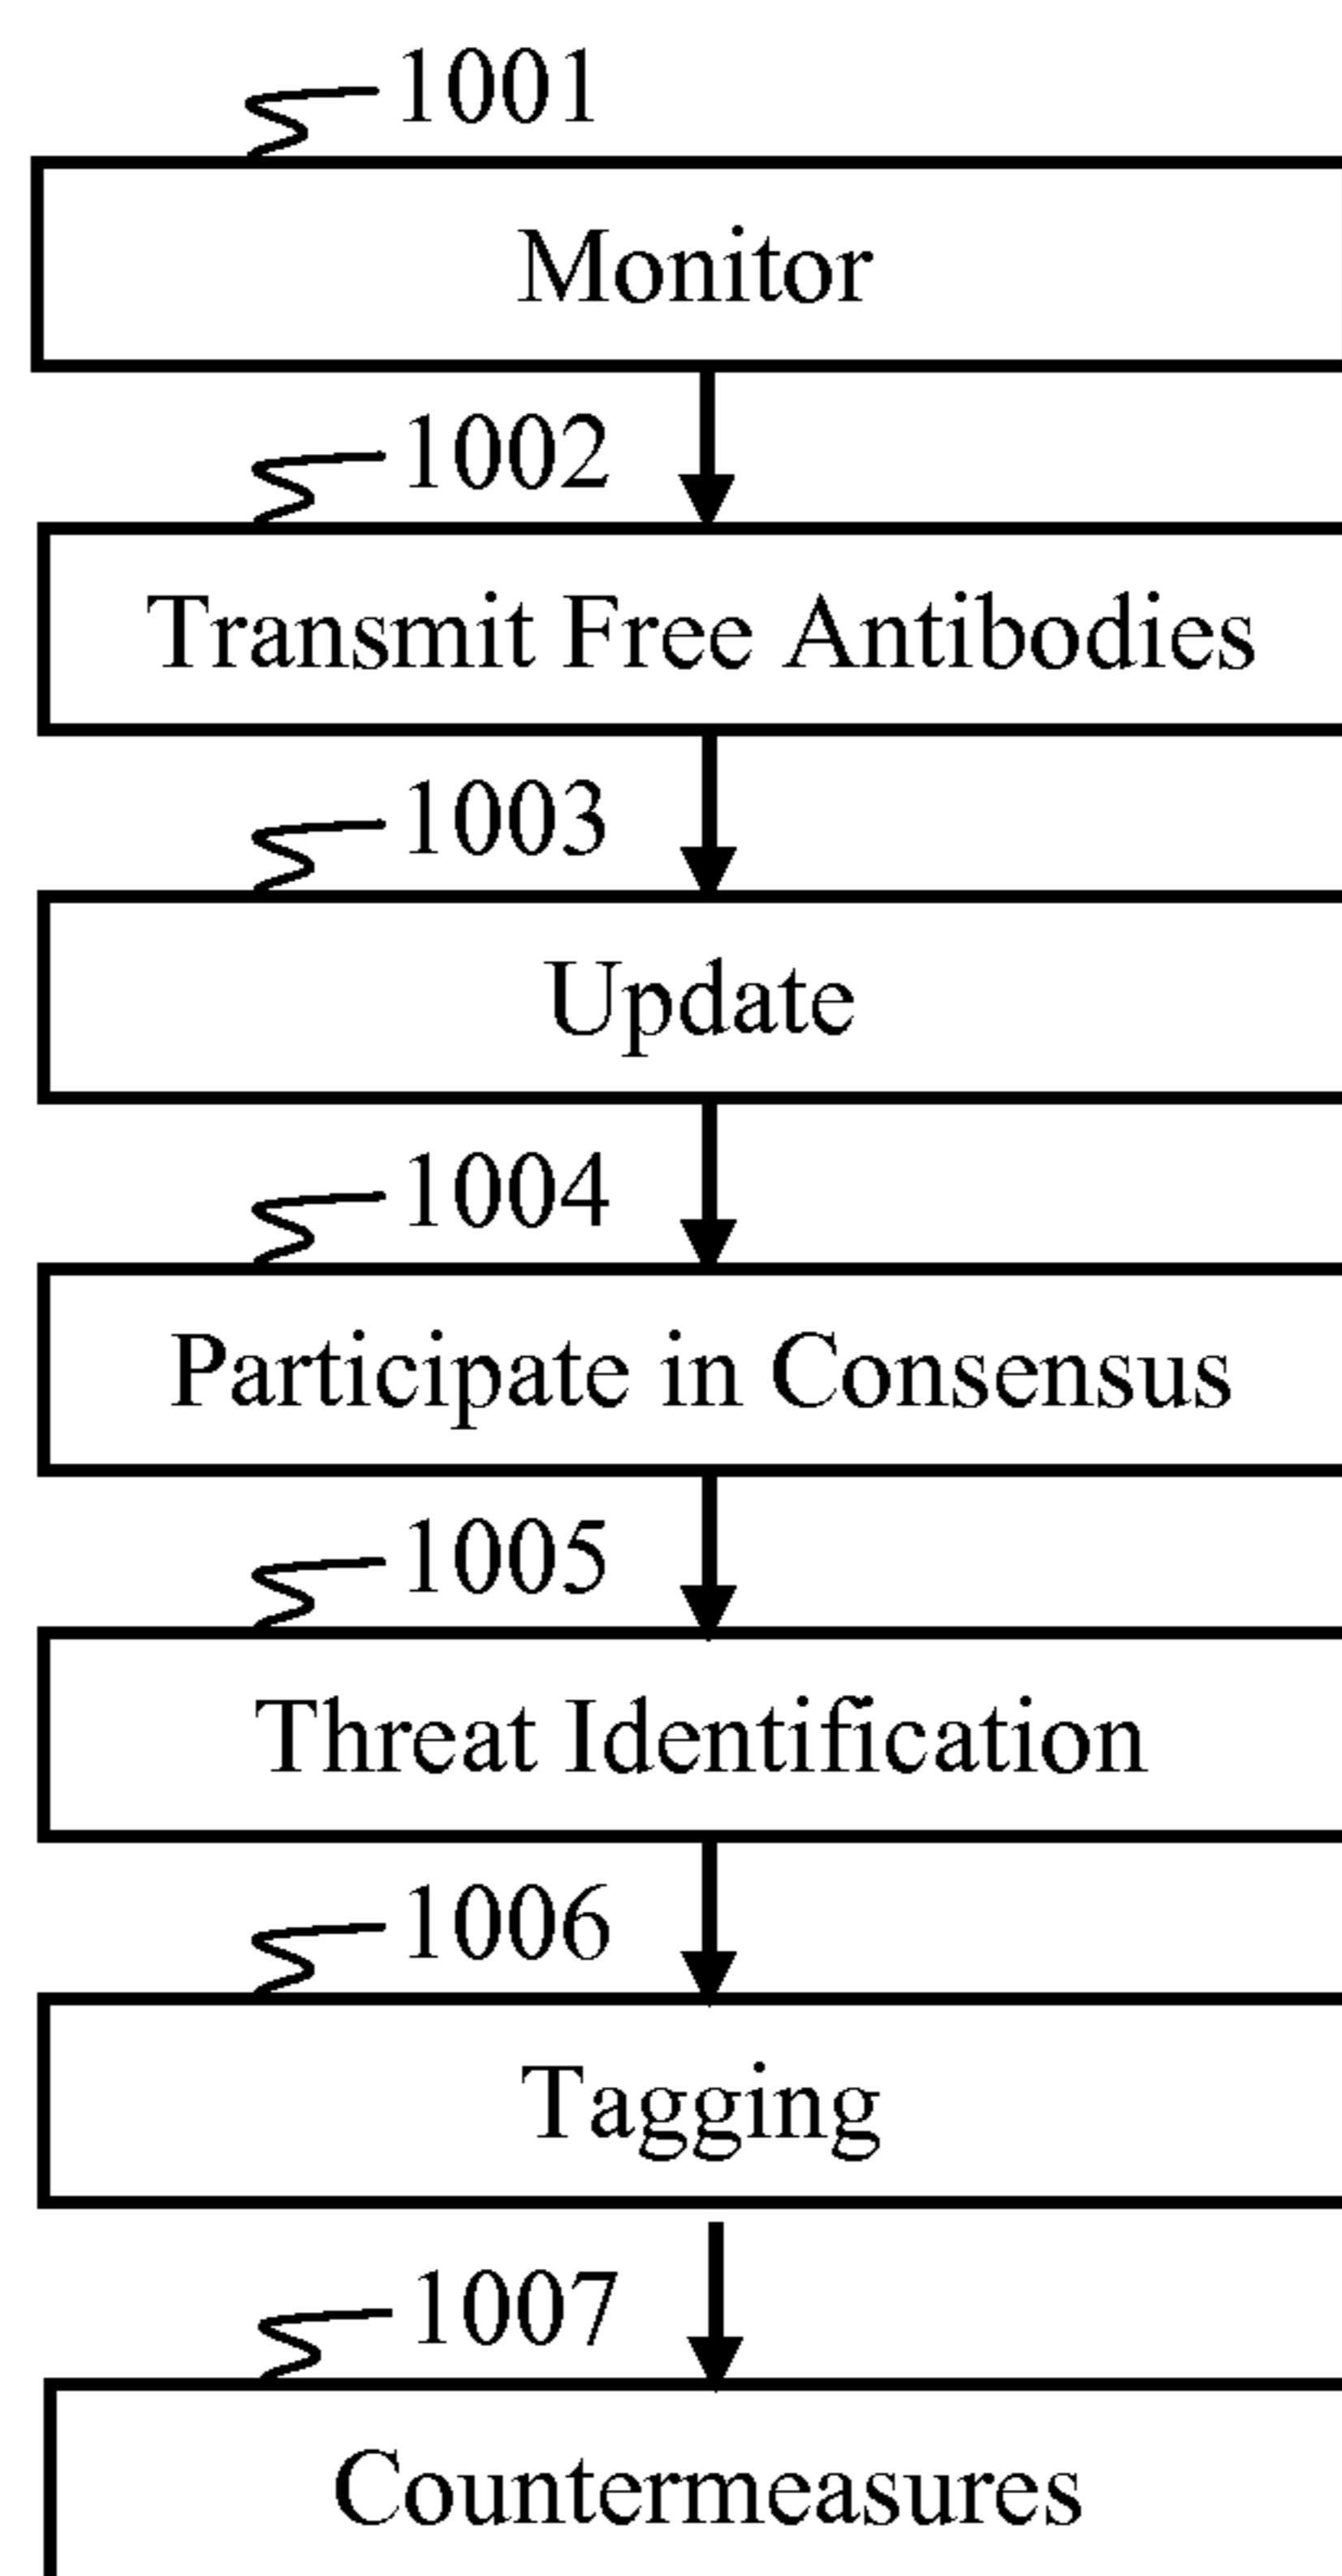 1001
Monitor
1002
Transmit Free Antibodies
1003
Update
1004
Participate in Consensus
1005
Threat Identification
1006
Tagging
1007
Countermeasures